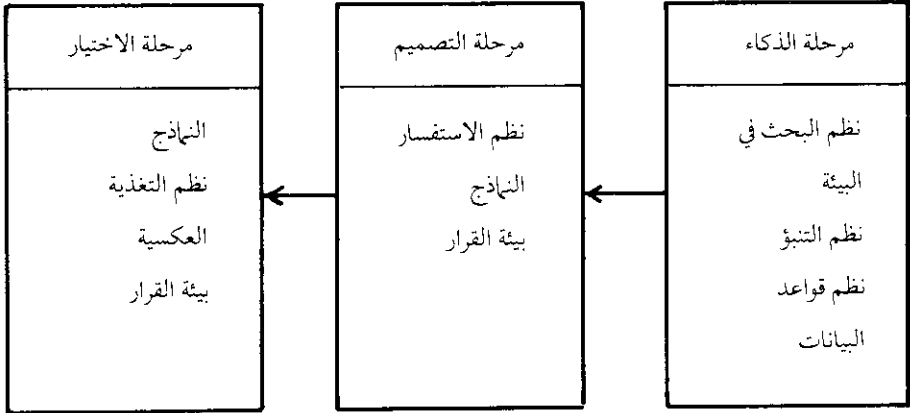 مرحلة الذكاء
نظم البحث في
البيئة
نظم التنبؤ
نظم قواعد
البيانات
مرحلة التصميم
نظم الاستفسار
النماذج
بيئة القرار
مرحلة الاختيار
النماذج
نظم التغذية
العكسية
بيئة القرار